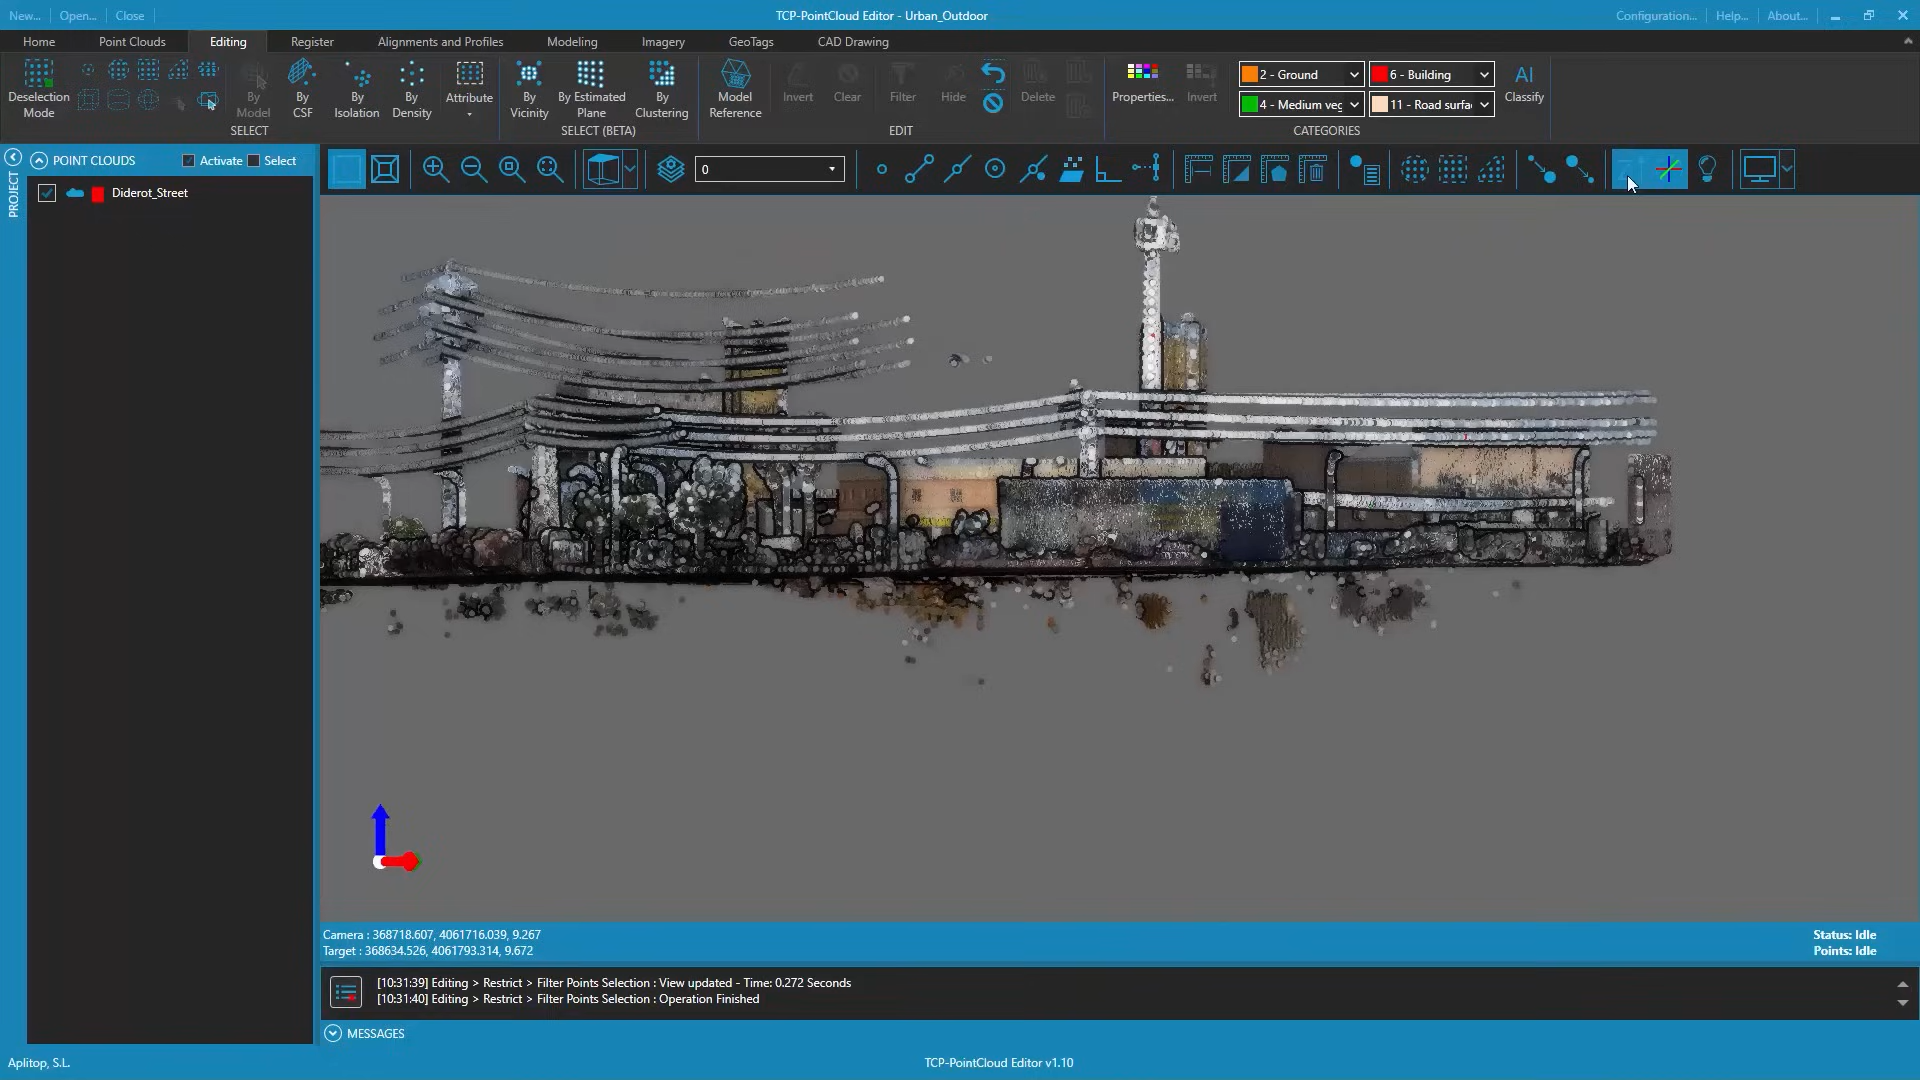 New... Open... Close TCP-PointCloud Editor - Urban_Outdoor Configuration... Help... About...
Home Point Clouds Editing Register Alignments and Profiles Modeling Imagery GeoTags CAD Drawing
Deselection Mode
By Model
By CSF
By Isolation
By Density
Attribute
SELECT
By Vicinity
By Estimated Plane
By Clustering
SELECT (BETA)
Model Reference
Invert
Clear
Filter
Hide
Delete
EDIT
Properties...
Invert
2 - Ground
6 - Building
4 - Medium veg
11 - Road surfa
AI
Classify
CATEGORIES
PROJECT
POINT CLOUDS Activate Select
Diderot_Street
0
Camera : 368718.607, 4061716.039, 9.267
Target : 368634.526, 4061793.314, 9.672
Status: Idle
Points: Idle
[10:31:39] Editing > Restrict > Filter Points Selection : View updated - Time: 0.272 Seconds
[10:31:40] Editing > Restrict > Filter Points Selection : Operation Finished
MESSAGES
Aplitop, S.L. TCP-PointCloud Editor v1.10